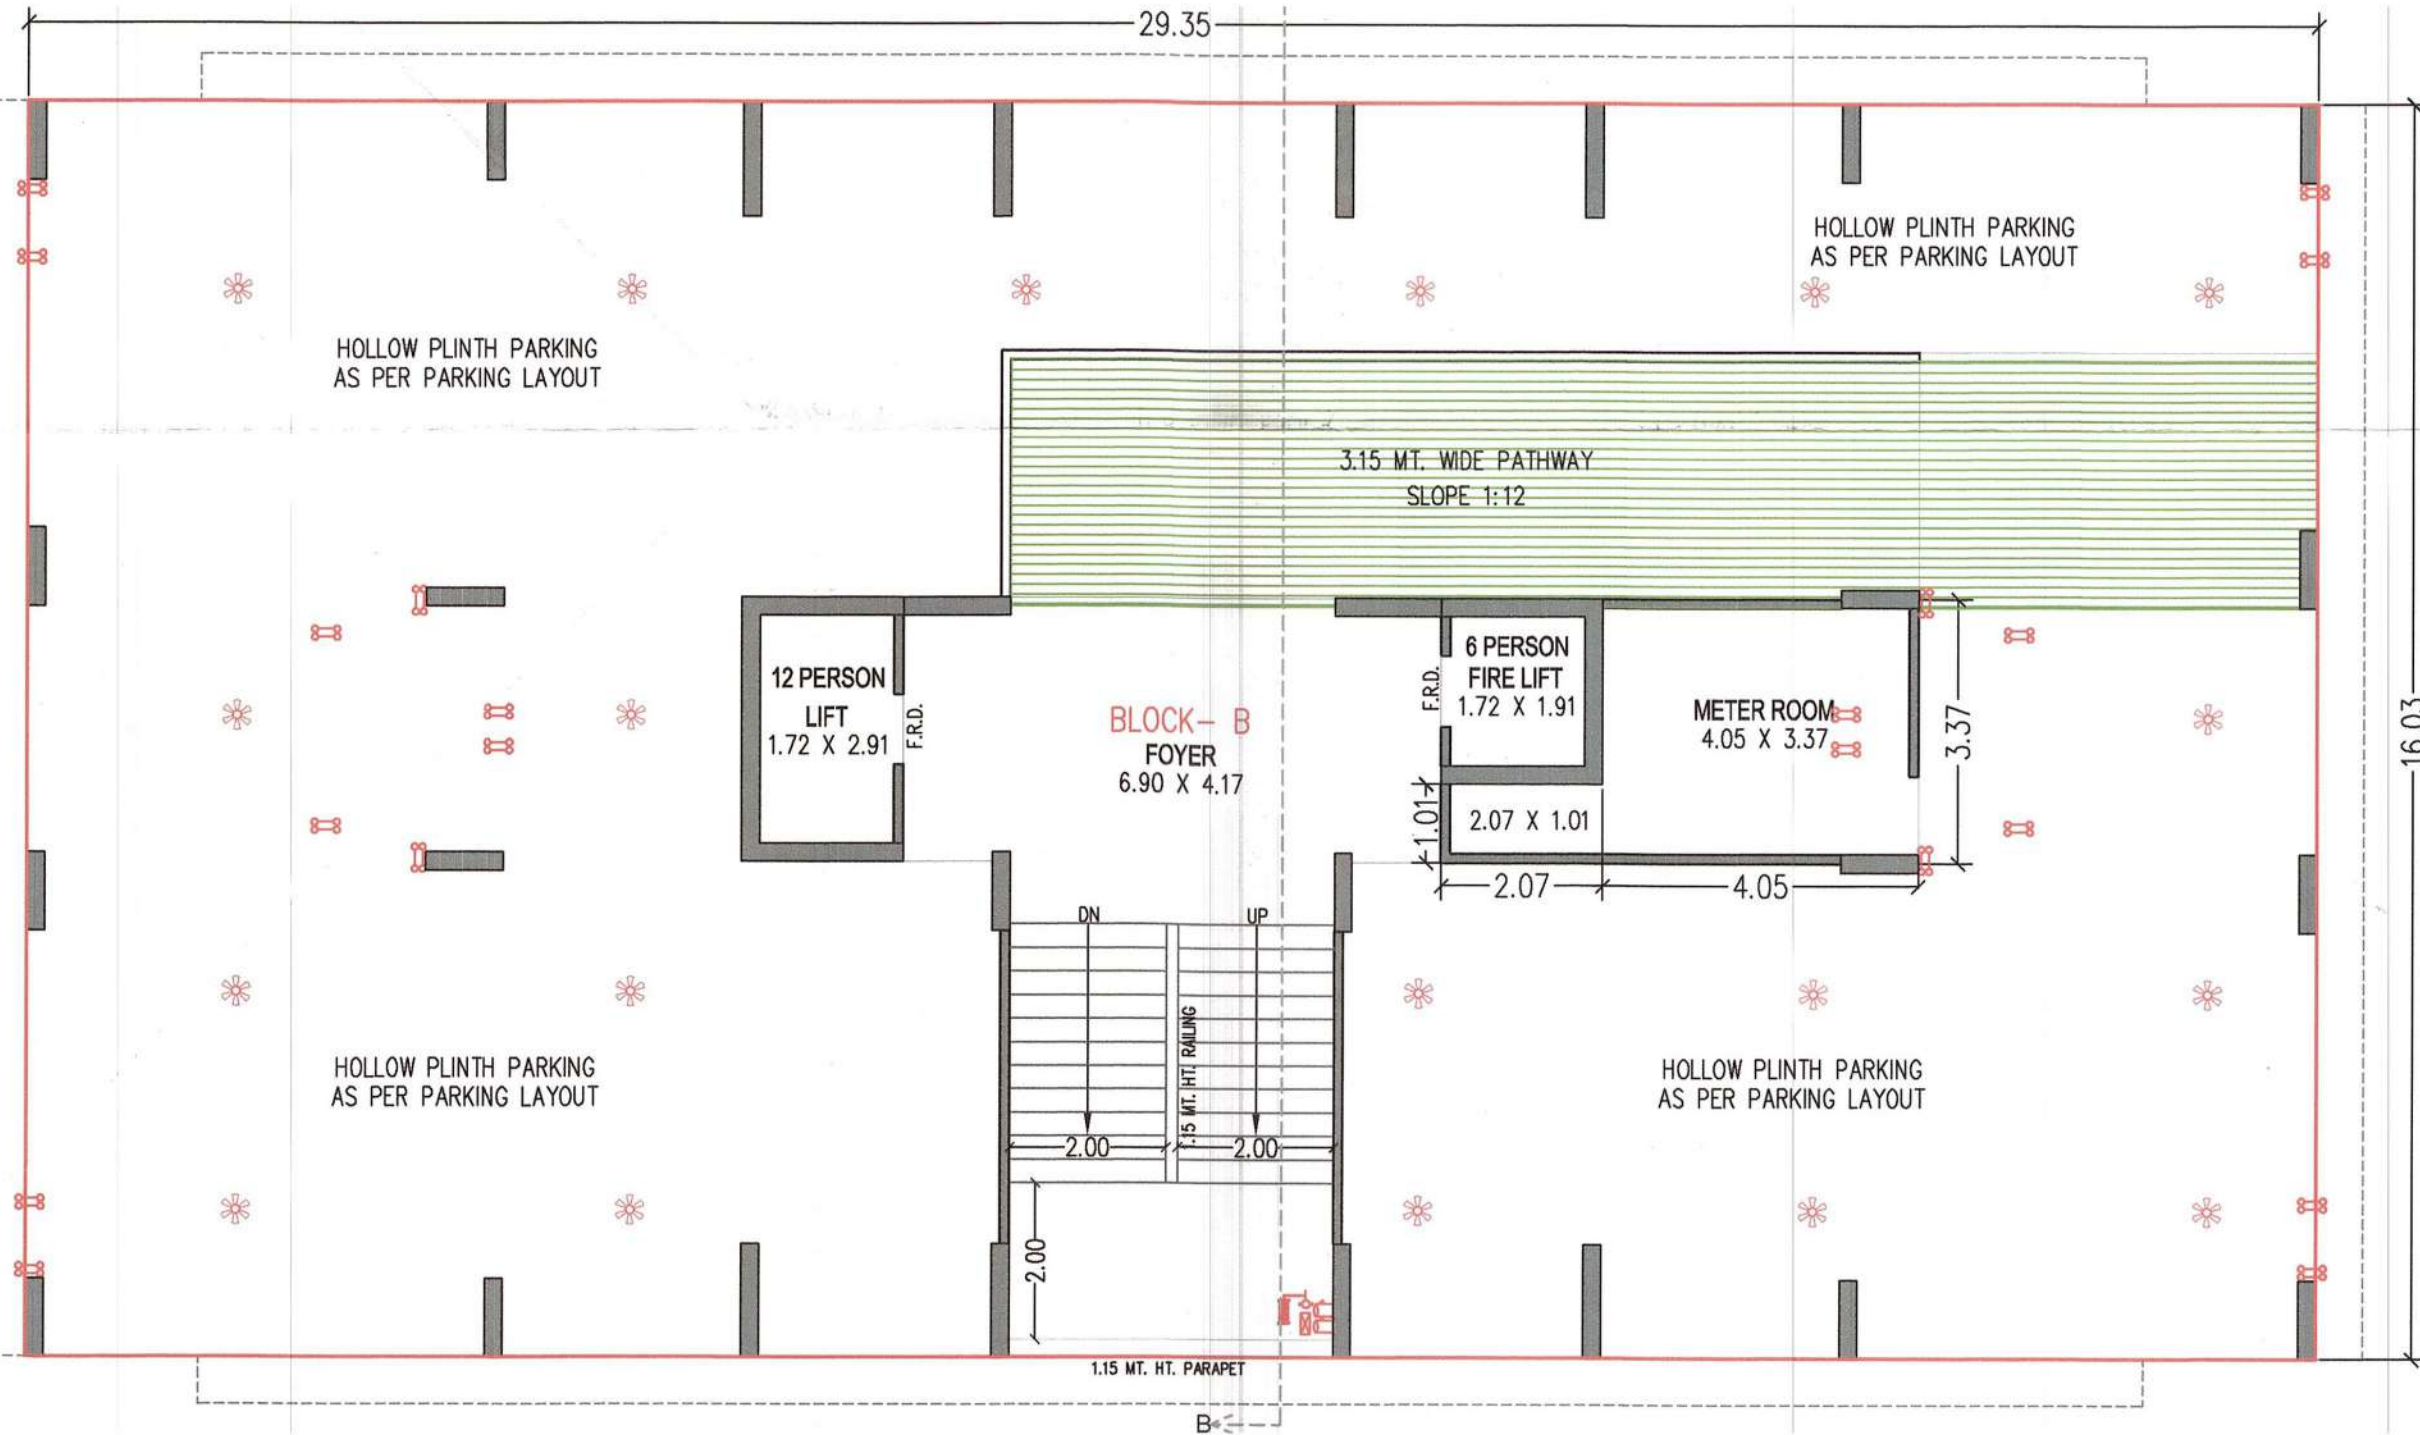 29.35
HOLLOW PLINTH PARKING
AS PER PARKING LAYOUT
HOLLOW PLINTH PARKING
AS PER PARKING LAYOUT
3.15 MT. WIDE PATHWAY
SLOPE 1:12
12 PERSON
LIFT
1.72 X 2.91
F.R.D.
BLOCK- B
FOYER
6.90 X 4.17
F.R.D.
6 PERSON
FIRE LIFT
1.72 X 1.91
METER ROOM
4.05 X 3.37
3.37
16.03
1.01
2.07 X 1.01
2.07
4.05
DN
UP
1.15 MT. HT. RAILING
2.00
2.00
HOLLOW PLINTH PARKING
AS PER PARKING LAYOUT
HOLLOW PLINTH PARKING
AS PER PARKING LAYOUT
2.00
1.15 MT. HT. PARAPET
B